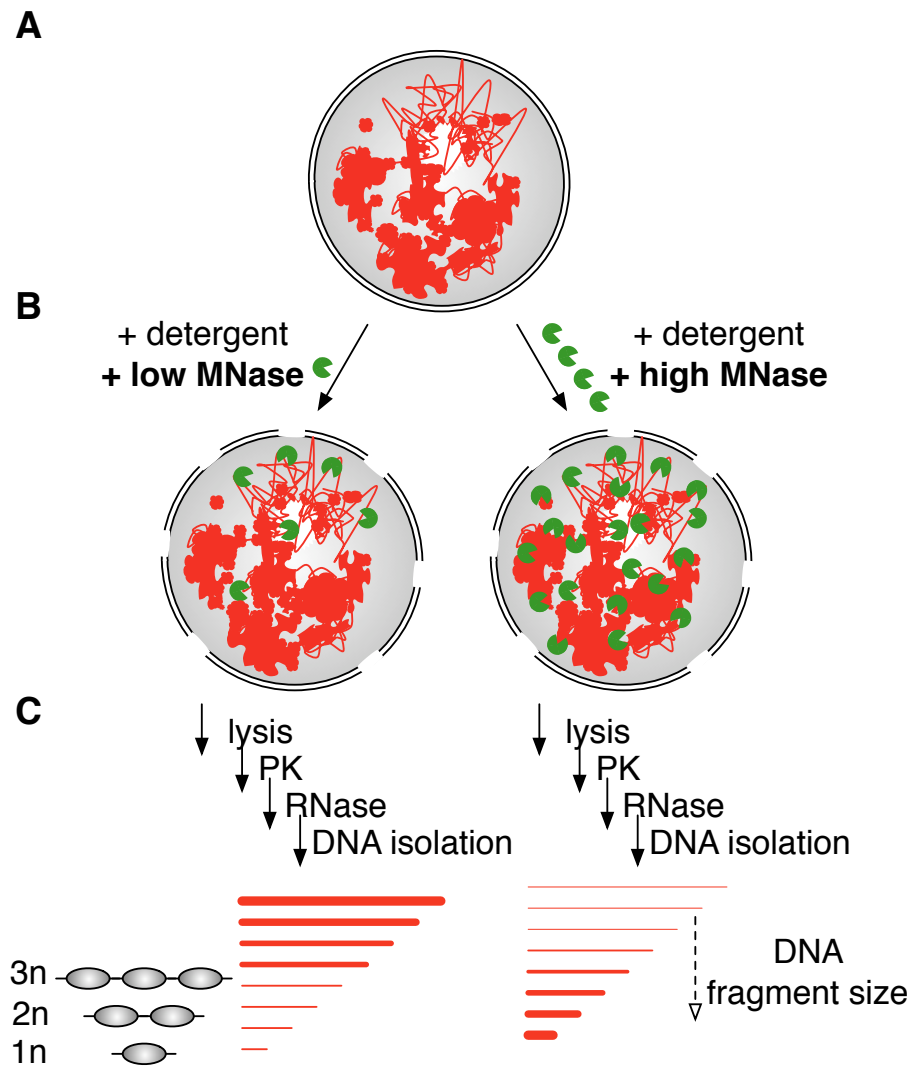 A
B
+ detergent
+ low MNase
+ detergent
+ high MNase
C
lysis
PK
RNase
DNA isolation
lysis
PK
RNase
DNA isolation
3n
2n
1n
DNA
fragment size